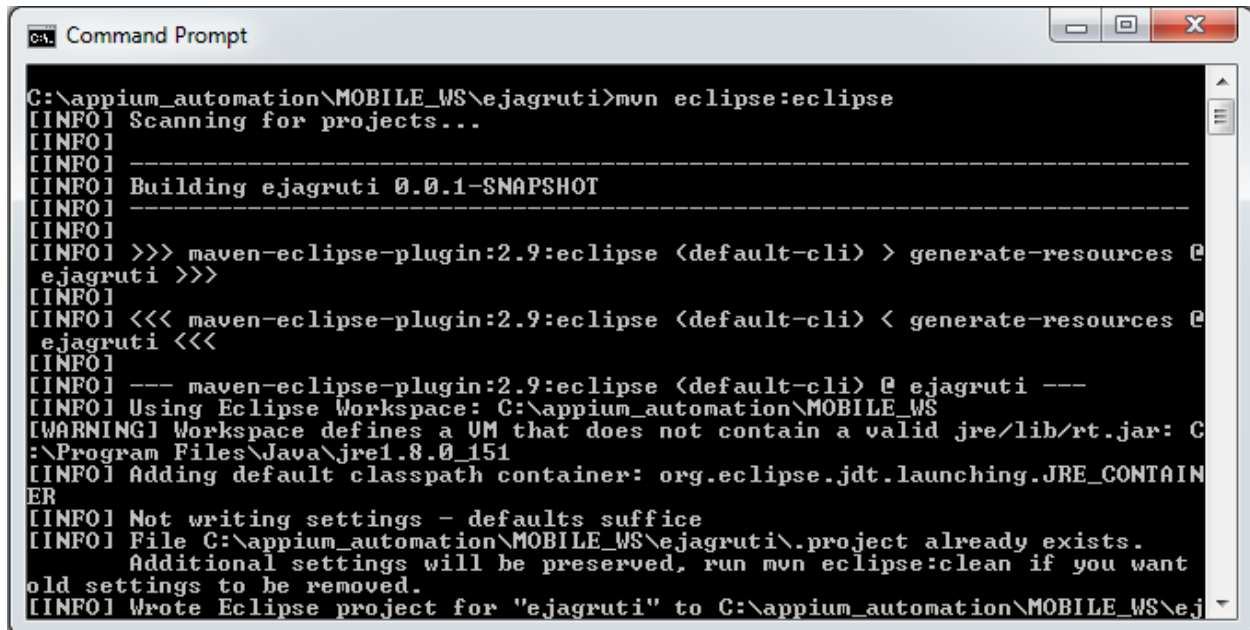 Command Prompt
C:\appium_automation\MOBILE_WS\ejagruti>mvn eclipse:eclipse
[INFO] Scanning for projects...
[INFO]
[INFO] ------------------------------------------------------------------------
[INFO] Building ejagruti 0.0.1-SNAPSHOT
[INFO] ------------------------------------------------------------------------
[INFO]
[INFO] >>> maven-eclipse-plugin:2.9:eclipse (default-cli) > generate-resources @
 ejagruti >>>
[INFO]
[INFO] <<< maven-eclipse-plugin:2.9:eclipse (default-cli) < generate-resources @
 ejagruti <<<
[INFO]
[INFO] --- maven-eclipse-plugin:2.9:eclipse (default-cli) @ ejagruti ---
[INFO] Using Eclipse Workspace: C:\appium_automation\MOBILE_WS
[WARNING] Workspace defines a VM that does not contain a valid jre/lib/rt.jar: C
:\Program Files\Java\jre1.8.0_151
[INFO] Adding default classpath container: org.eclipse.jdt.launching.JRE_CONTAIN
ER
[INFO] Not writing settings - defaults suffice
[INFO] File C:\appium_automation\MOBILE_WS\ejagruti\.project already exists.
       Additional settings will be preserved, run mvn eclipse:clean if you want
old settings to be removed.
[INFO] Wrote Eclipse project for "ejagruti" to C:\appium_automation\MOBILE_WS\ej